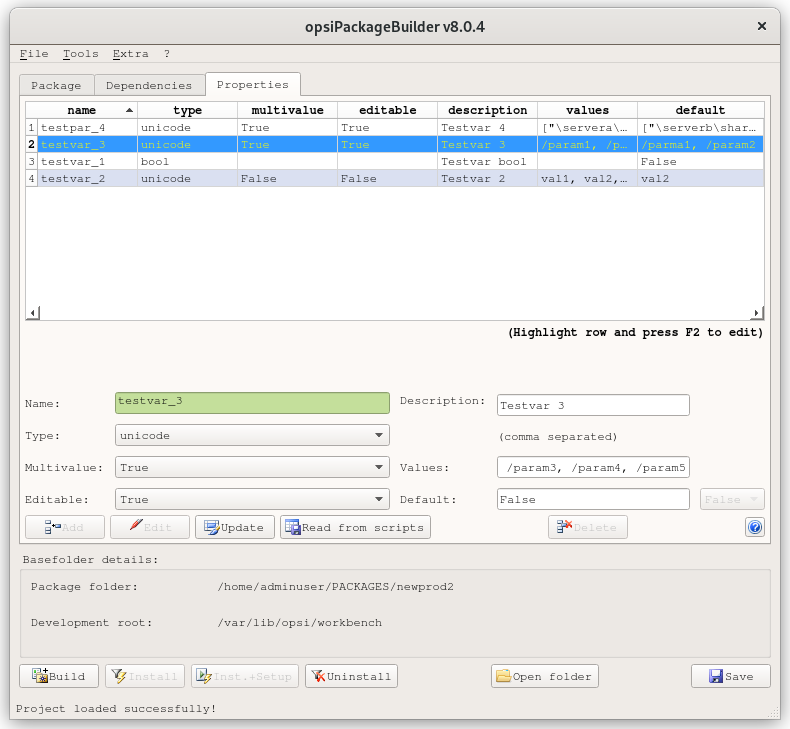 opsiPackageBuilder v8.0.4
File Tools Extra ?
Package Dependencies Properties
name type multivalue editable description values default
1 testpar_4 unicode True True Testvar 4 ["\servera\... ["\serverb\shar...
2 testvar_3 unicode True True Testvar 3 /param1, /p... /parma1, /param2
3 testvar_1 bool Testvar bool False
4 testvar_2 unicode False False Testvar 2 val1, val2,... val2
(Highlight row and press F2 to edit)
Name: testvar_3 Description: Testvar 3
Type: unicode (comma separated)
Multivalue: True Values: /param3, /param4, /param5
Editable: True Default: False False
Add Edit Update Read from scripts Delete
Basefolder details:
Package folder: /home/adminuser/PACKAGES/newprod2
Development root: /var/lib/opsi/workbench
Build Install Inst.+Setup Uninstall Open folder Save
Project loaded successfully!